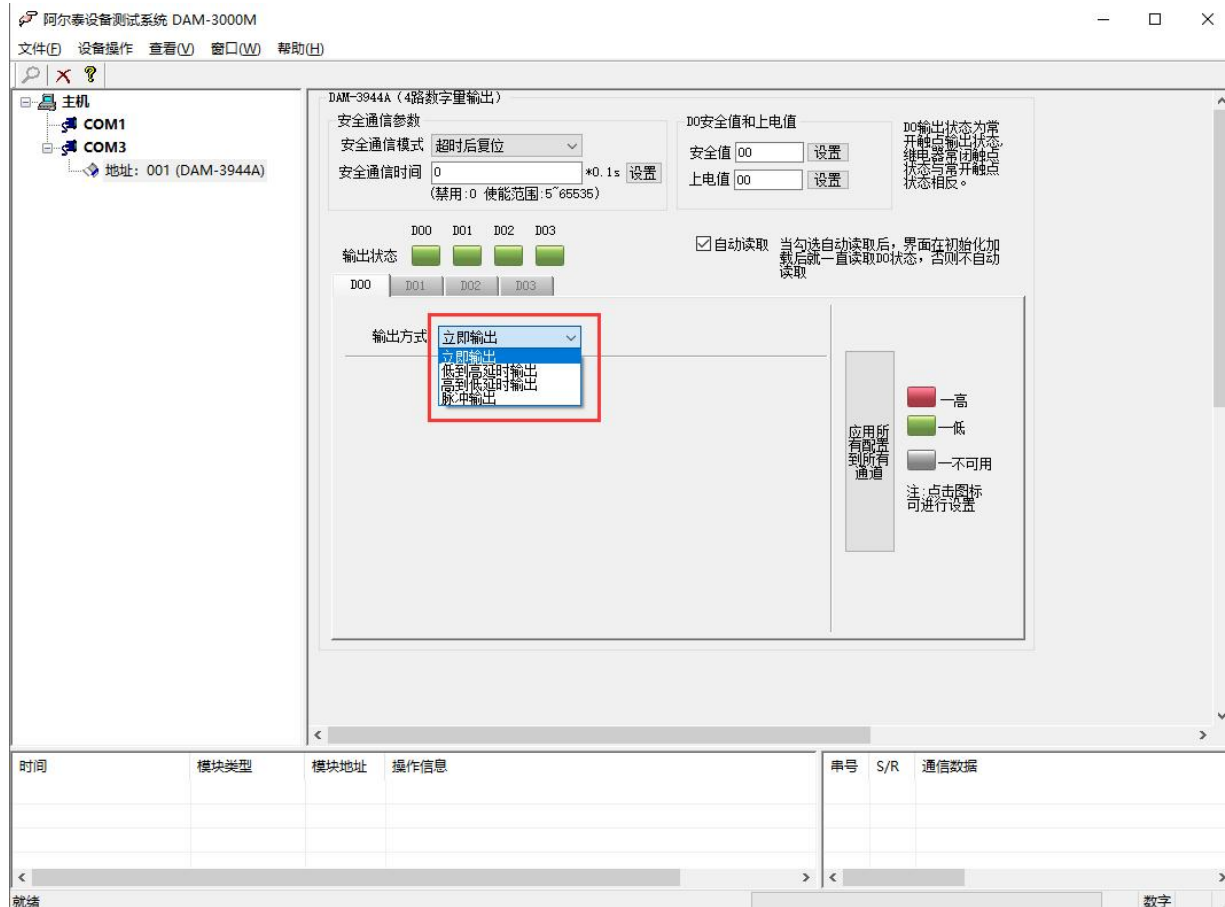 阿尔泰设备测试系统 DAM-3000M
文件(F) 设备操作 查看(V) 窗口(W) 帮助(H)
主机
COM1
COM3
地址：001 (DAM-3944A)
DAM-3944A（4路数字量输出）
安全通信参数
安全通信模式 超时后复位
安全通信时间 0 *0.1s 设置
(禁用:0 使能范围:5~65535)
DO安全值和上电值
安全值 00 设置
上电值 00 设置
DO输出状态为常
开触点输出状态,
继电器常闭触点
状态与常开触点
状态相反。
DO0 DO1 DO2 DO3
输出状态
自动读取 当勾选自动读取后，界面在初始化加
载后就一直读取DO状态，否则不自动
读取
DO0 DO1 DO2 DO3
输出方式 立即输出
立即输出
低到高延时输出
高到低延时输出
脉冲输出
应用所
有配置
到所有
通道
—高
—低
—不可用
注:点击图标
可进行设置
时间 模块类型 模块地址 操作信息
串号 S/R 通信数据
就绪 数字